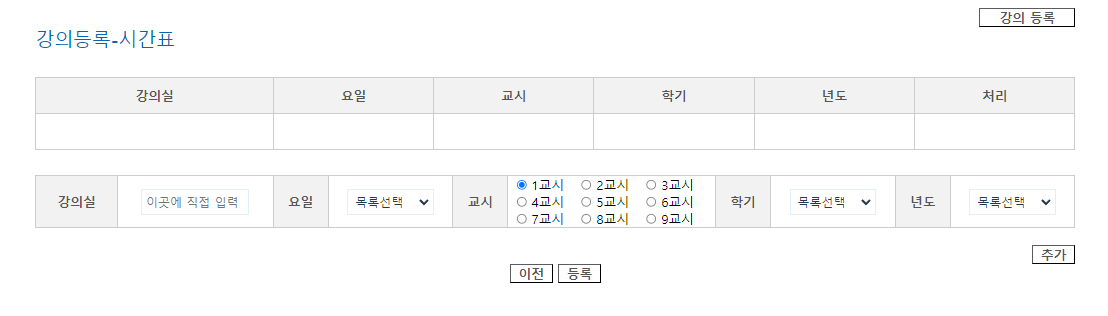 강의 등록
강의등록-시간표
강의실 요일 교시 학기 년도 처리
강의실 이곳에 직접 입력 요일 목록선택 교시 1교시 2교시 3교시 학기 목록선택 년도 목록선택
4교시 5교시 6교시
7교시 8교시 9교시
추가
이전 등록